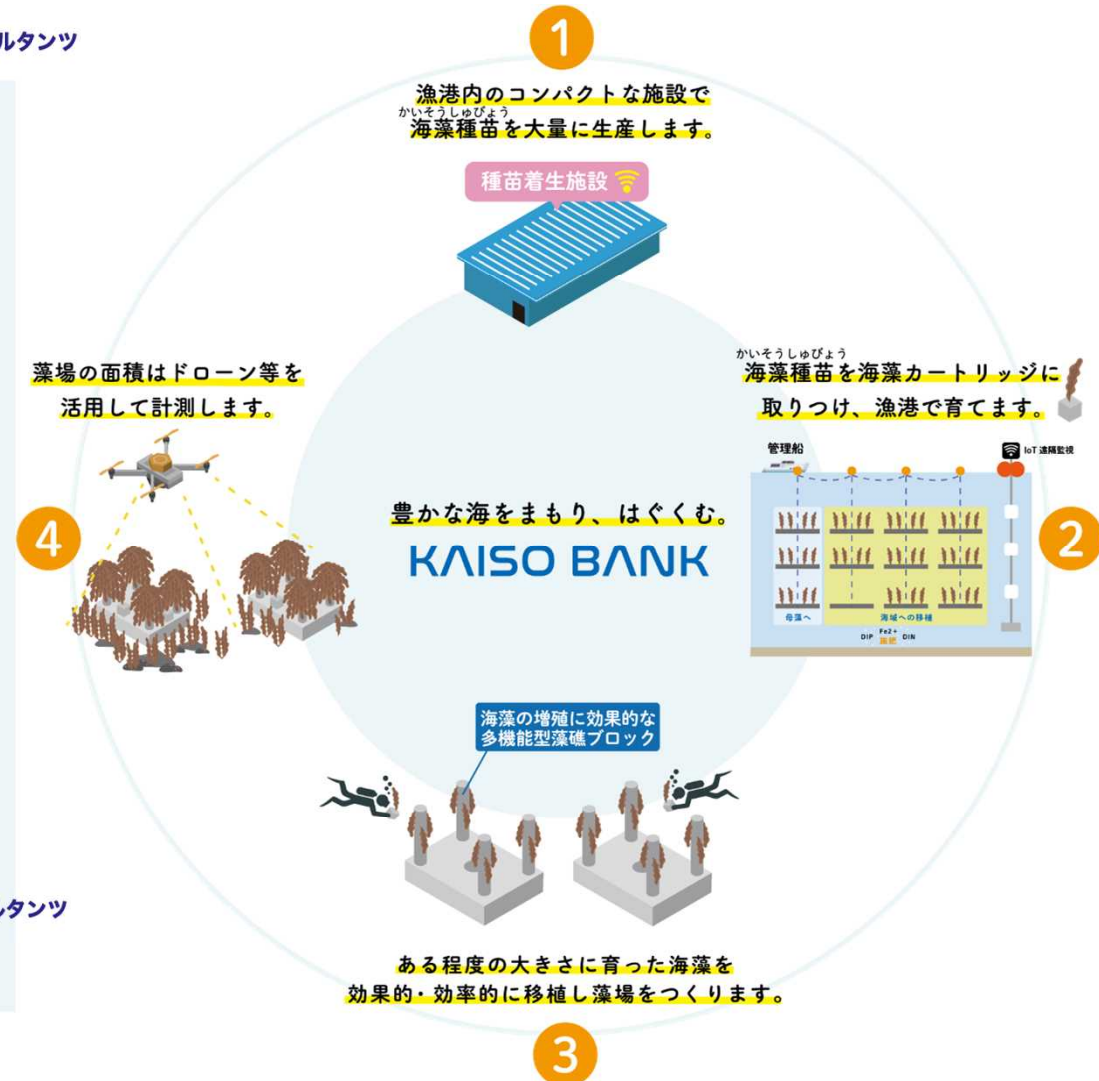 ルタンツ
1
漁港内のコンパクトな施設で
かいそうしゅびょう
海藻種苗を大量に生産します。
種苗着生施設
かいそうしゅびょう
海藻種苗を海藻カートリッジに
取りつけ、漁港で育てます。
管理船
IoT 遠隔監視
母藻へ
海域への移植
DIP
Fe2+
施肥
DIN
2
藻場の面積はドローン等を
活用して計測します。
4
豊かな海をまもり、はぐくむ。
KAISO BANK
海藻の増殖に効果的な
多機能型藻礁ブロック
ルタンツ
ある程度の大きさに育った海藻を
効果的・効率的に移植し藻場をつくります。
3